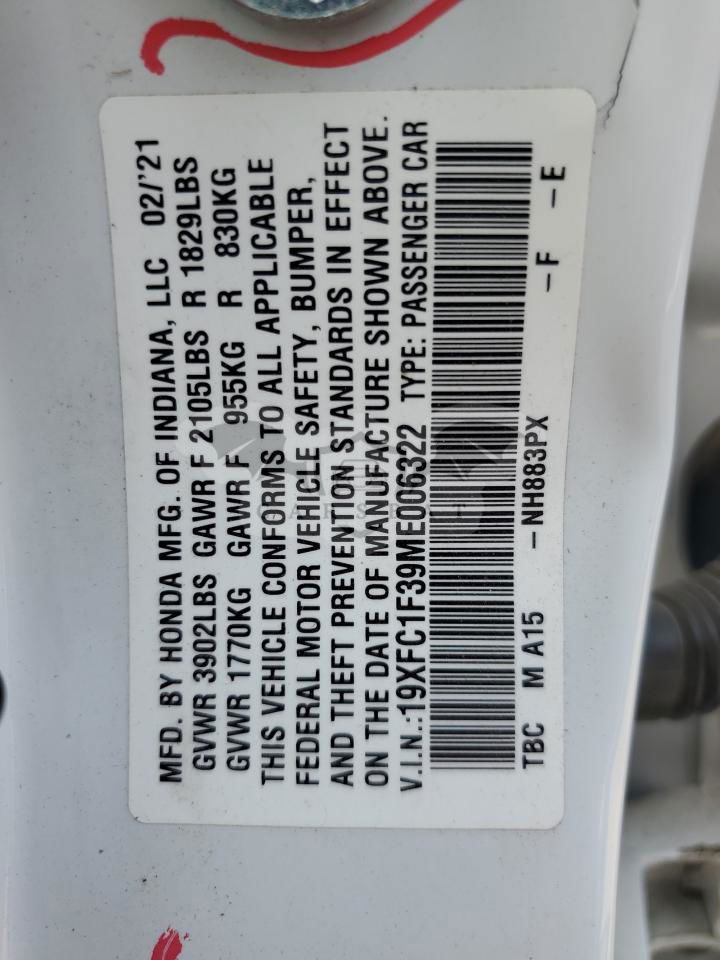 MFD. BY HONDA MFG. OF INDIANA, LLC 02/'21
GVWR 3902LBS GAWR F 2105LBS R 1829LBS
GVWR 1770KG GAWR F 955KG R 830KG
THIS VEHICLE CONFORMS TO ALL APPLICABLE
FEDERAL MOTOR VEHICLE SAFETY, BUMPER,
AND THEFT PREVENTION STANDARDS IN EFFECT
ON THE DATE OF MANUFACTURE SHOWN ABOVE.
V.I.N.:19XFC1F39ME006322 TYPE: PASSENGER CAR
TBC M A15 -NH883PX -F -E